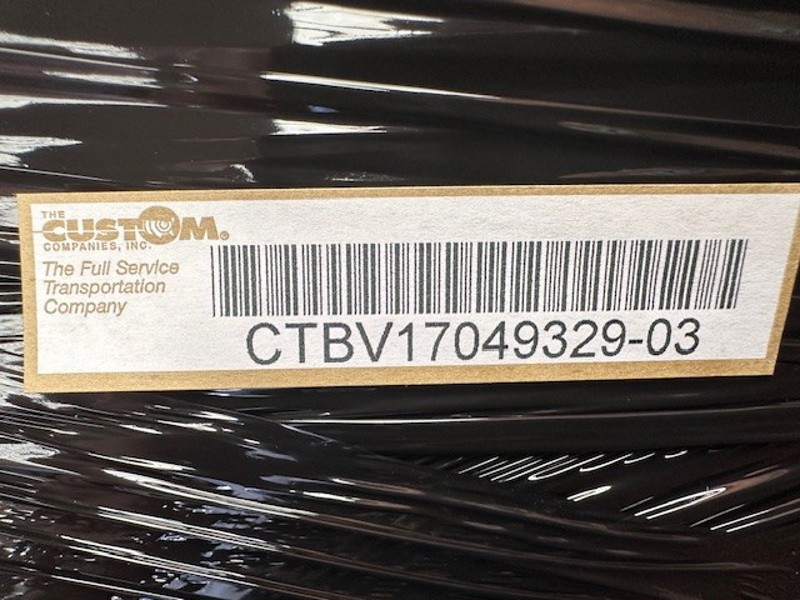 THE
CUSTOM®
COMPANIES, INC.
The Full Service
Transportation
Company
CTBV17049329-03